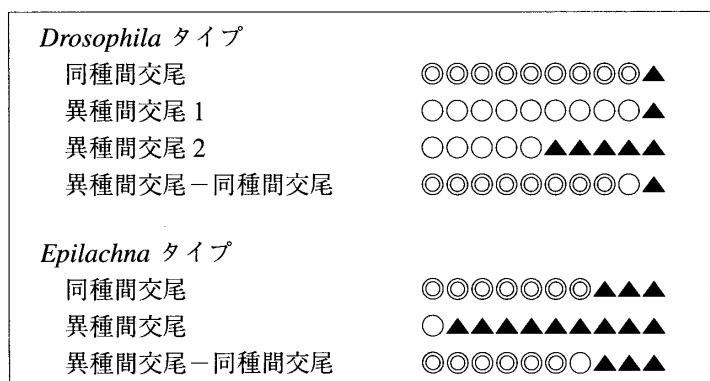 Drosophila タイプ
同種間交尾 ◎◎◎◎◎◎◎◎◎▲
異種間交尾 1 ○○○○○○○○○▲
異種間交尾 2 ○○○○○▲▲▲▲▲
異種間交尾－同種間交尾 ◎◎◎◎◎◎◎◎○▲
Epilachna タイプ
同種間交尾 ◎◎◎◎◎◎◎▲▲▲
異種間交尾 ○▲▲▲▲▲▲▲▲▲
異種間交尾－同種間交尾 ◎◎◎◎◎◎○▲▲▲